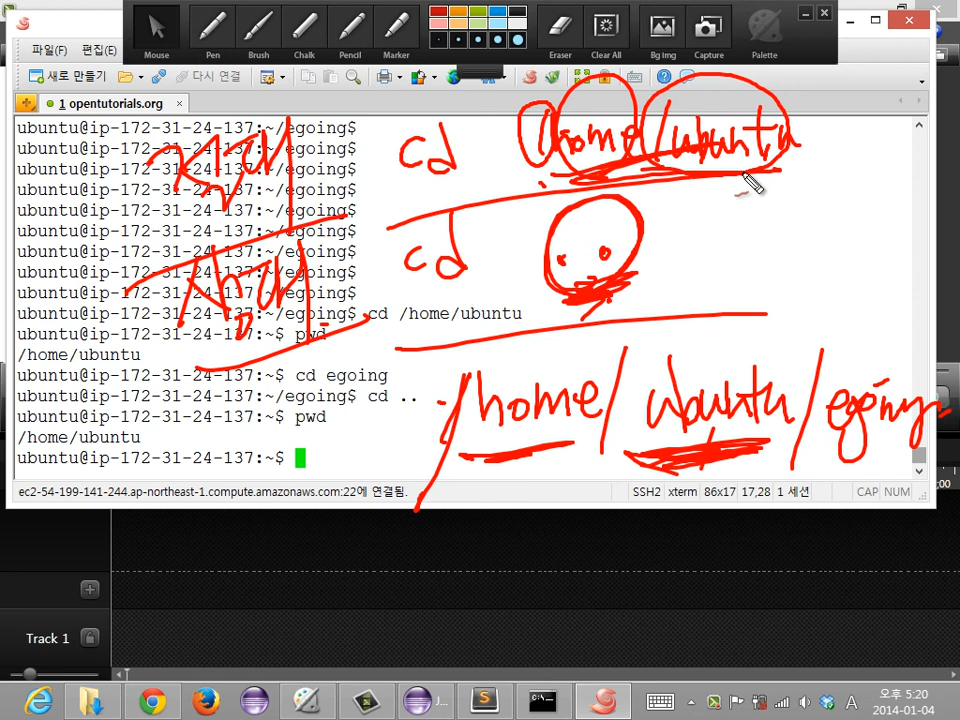 Mouse Pen Brush Chalk Pencil Marker Eraser Clear All Bg img Capture Palette
파일(F) 편집(E)
새로 만들기 다시 연결
1 opentutorials.org
ubuntu@ip-172-31-24-137:~/egoing$
ubuntu@ip-172-31-24-137:~/egoing$
ubuntu@ip-172-31-24-137:~/egoing$
ubuntu@ip-172-31-24-137:~/egoing$
ubuntu@ip-172-31-24-137:~/egoing$
ubuntu@ip-172-31-24-137:~/egoing$
ubuntu@ip-172-31-24-137:~/egoing$
ubuntu@ip-172-31-24-137:~/egoing$
ubuntu@ip-172-31-24-137:~/egoing$
ubuntu@ip-172-31-24-137:~/egoing$ cd /home/ubuntu
ubuntu@ip-172-31-24-137:~$ pwd
/home/ubuntu
ubuntu@ip-172-31-24-137:~$ cd egoing
ubuntu@ip-172-31-24-137:~/egoing$ cd ..
ubuntu@ip-172-31-24-137:~$ pwd
/home/ubuntu
ubuntu@ip-172-31-24-137:~$
절대
cd /home/ubuntu
상대
cd ..
/home/ubuntu/egoing
ec2-54-199-141-244.ap-northeast-1.compute.amazonaws.com:22에 연결됨. SSH2 xterm 86x17 17,28 1 세션 CAP NUM
;00
Track 1
J...
A
오후 5:20
2014-01-04